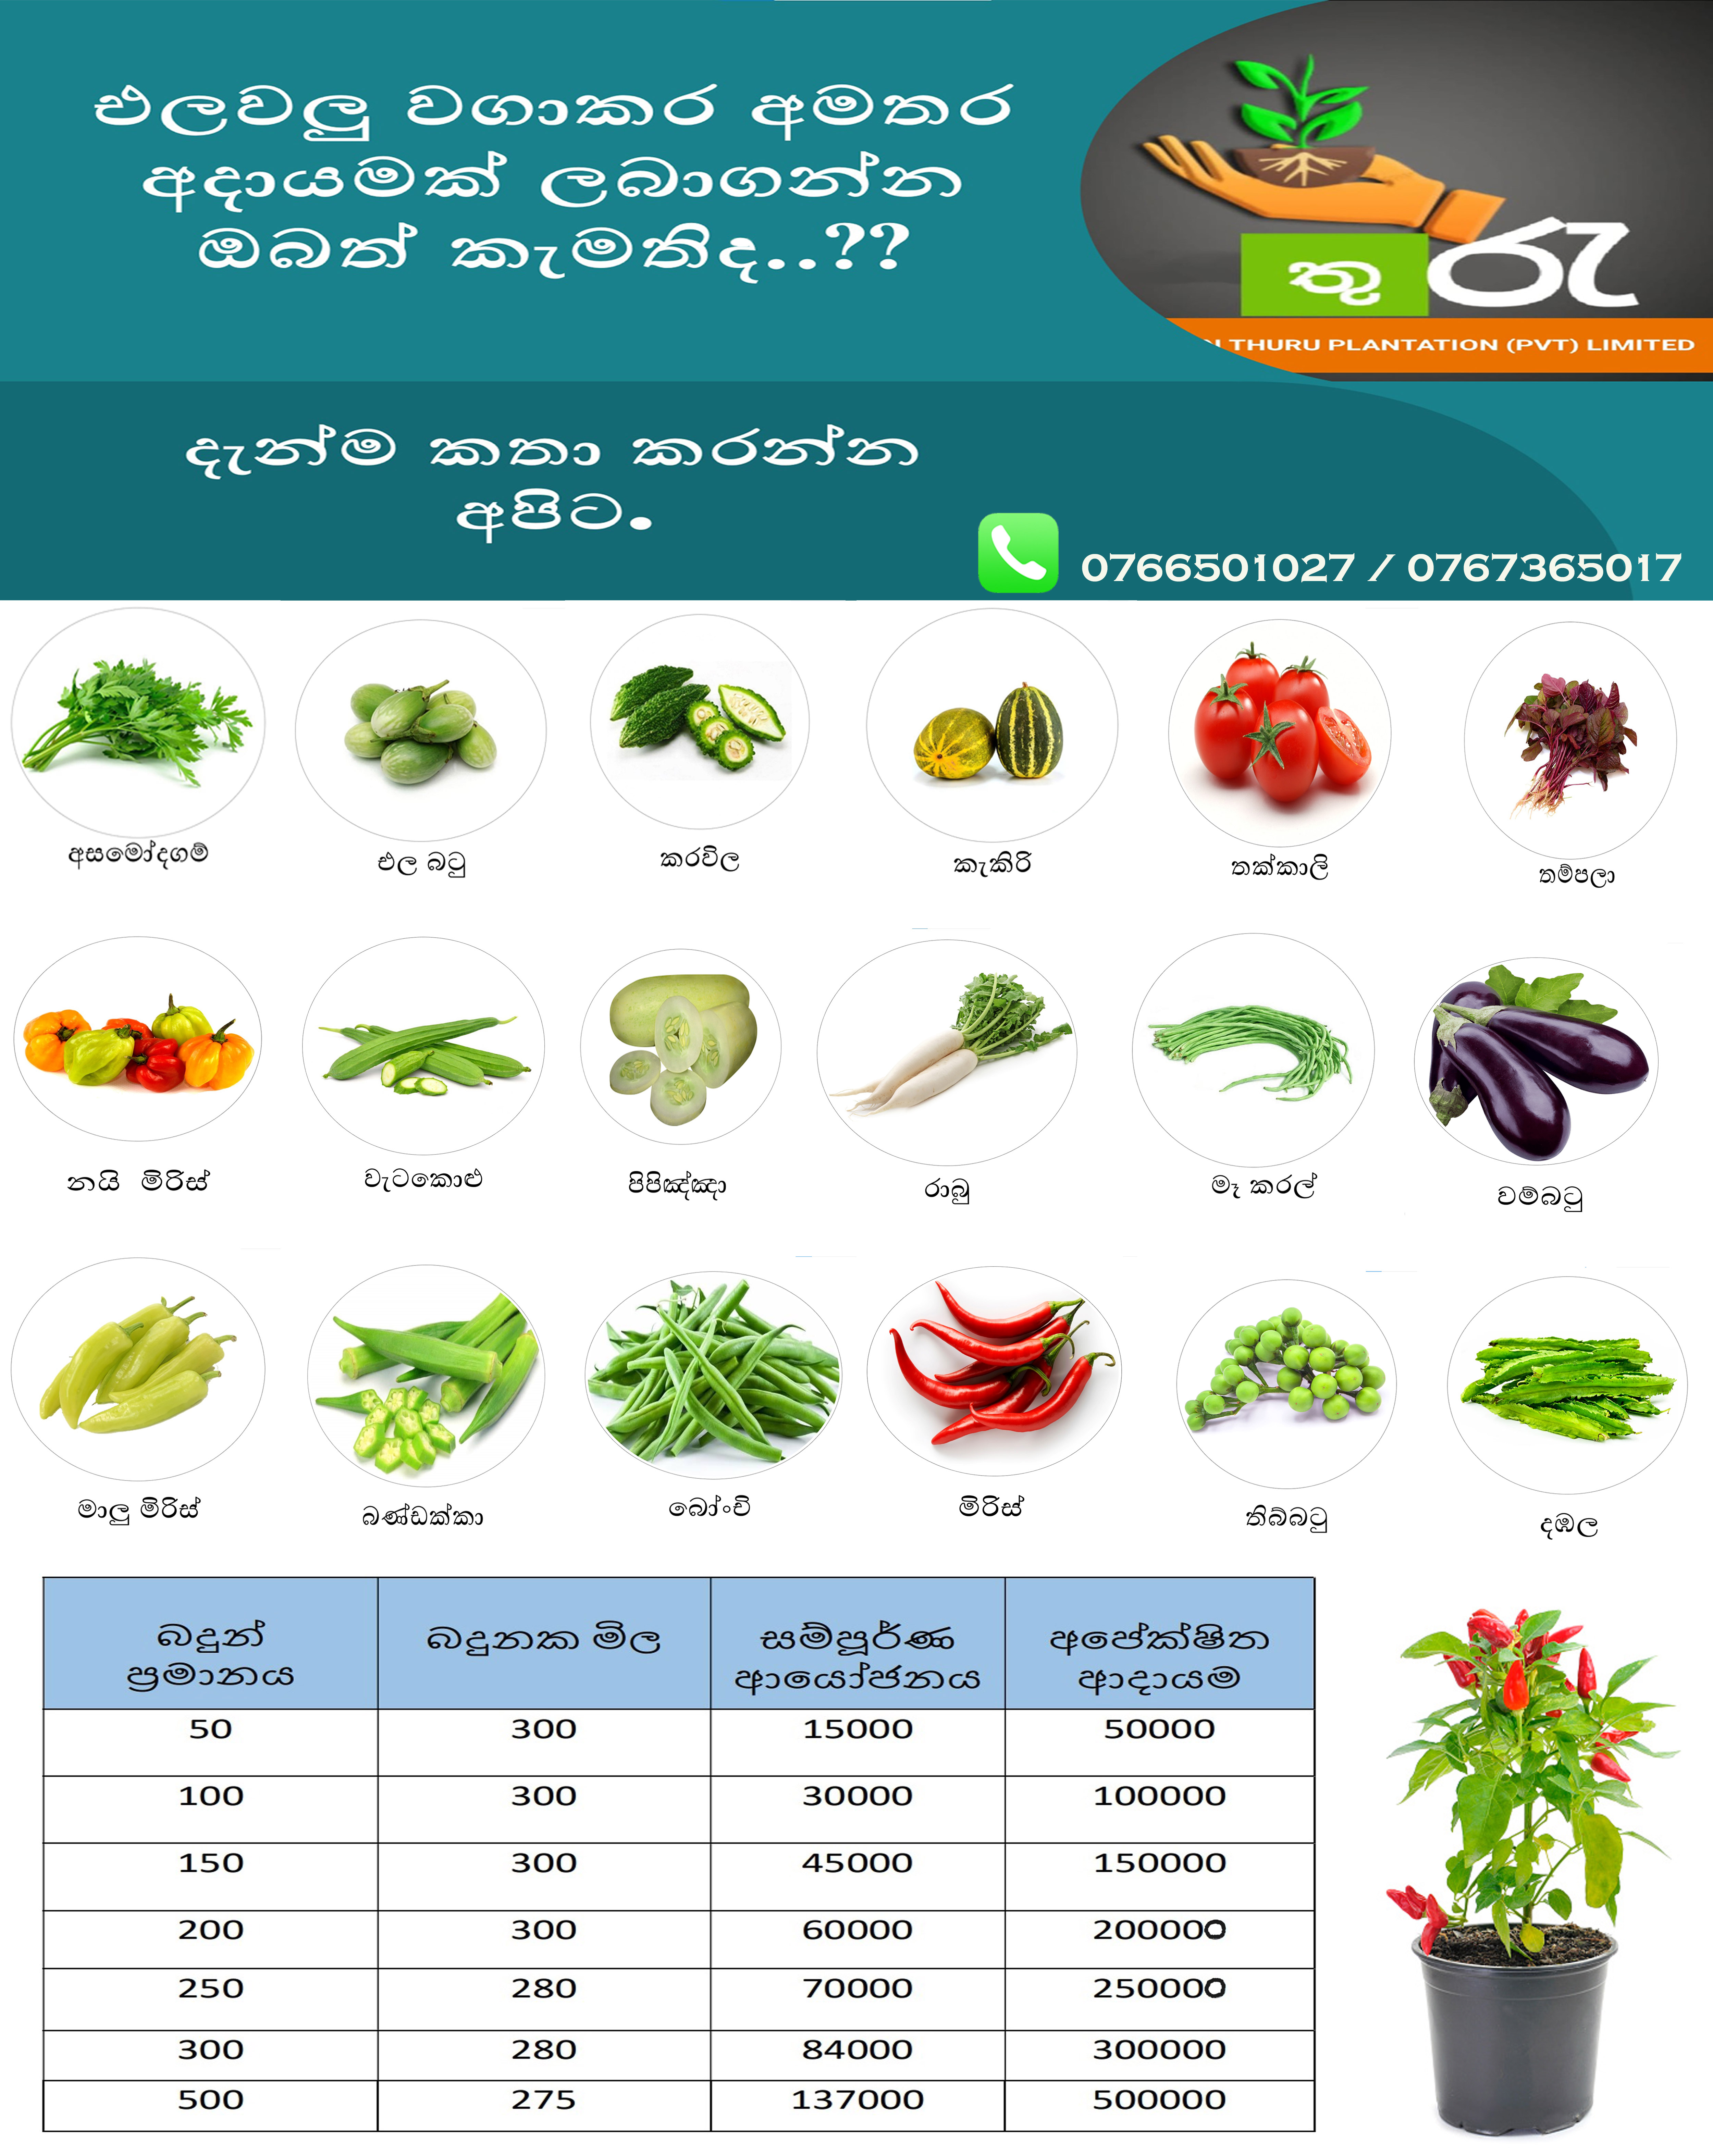 එලවලු වගාකර අමතර
අදායමක් ලබාගන්න
ඔබත් කැමතිද..??
තුරු
THURU PLANTATION (PVT) LIMITED
දැන්ම කතා කරන්න
අපිට.
0766501027 / 0767365017
අසමෝදගම් එල බටු කරවිල කැකිරි තක්කාලි තම්පලා
නයි මිරිස් වැටකොළු පිපිඤ්ඤා රාබු මෑ කරල් වම්බටු
මාලු මිරිස් බණ්ඩක්කා බෝංචි මිරිස් තිබ්බටු දඹල
බදුන් ප්‍රමානය බදුනක මිල සම්පූර්ණ ආයෝජනය අපේක්ෂිත ආදායම
50 300 15000 50000
100 300 30000 100000
150 300 45000 150000
200 300 60000 200000
250 280 70000 250000
300 280 84000 300000
500 275 137000 500000